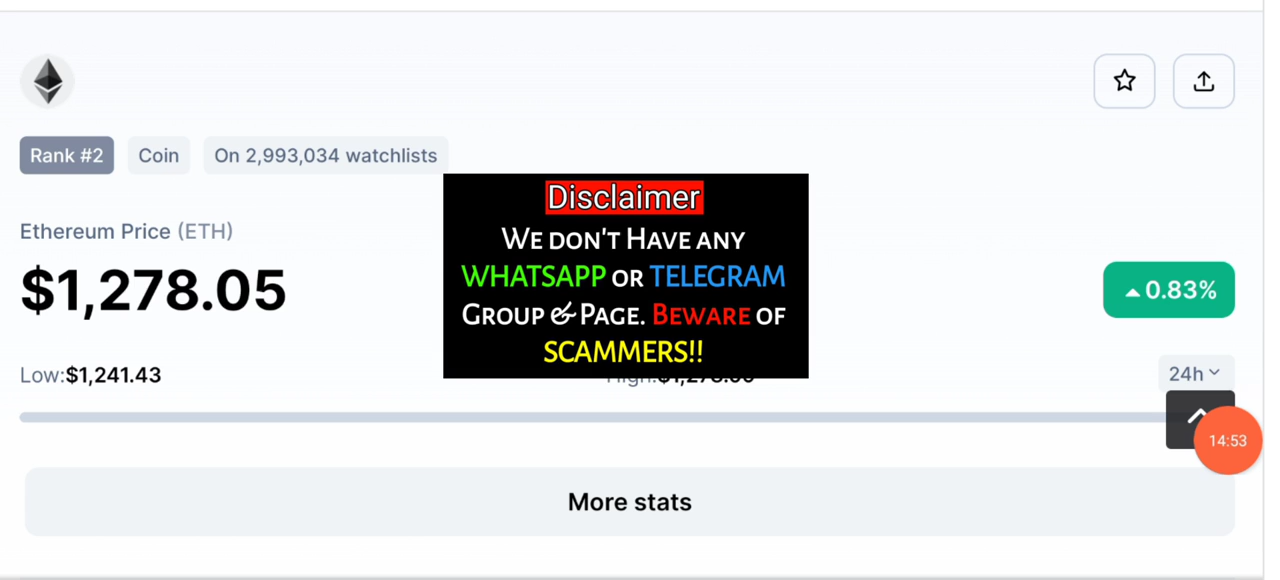 Rank #2 Coin On 2,993,034 watchlists
Disclaimer
We don't Have any
WHATSAPP or TELEGRAM
Group & Page. Beware of
SCAMMERS!!
Ethereum Price (ETH)
$1,278.05
0.83%
Low:$1,241.43
24h
14:53
More stats